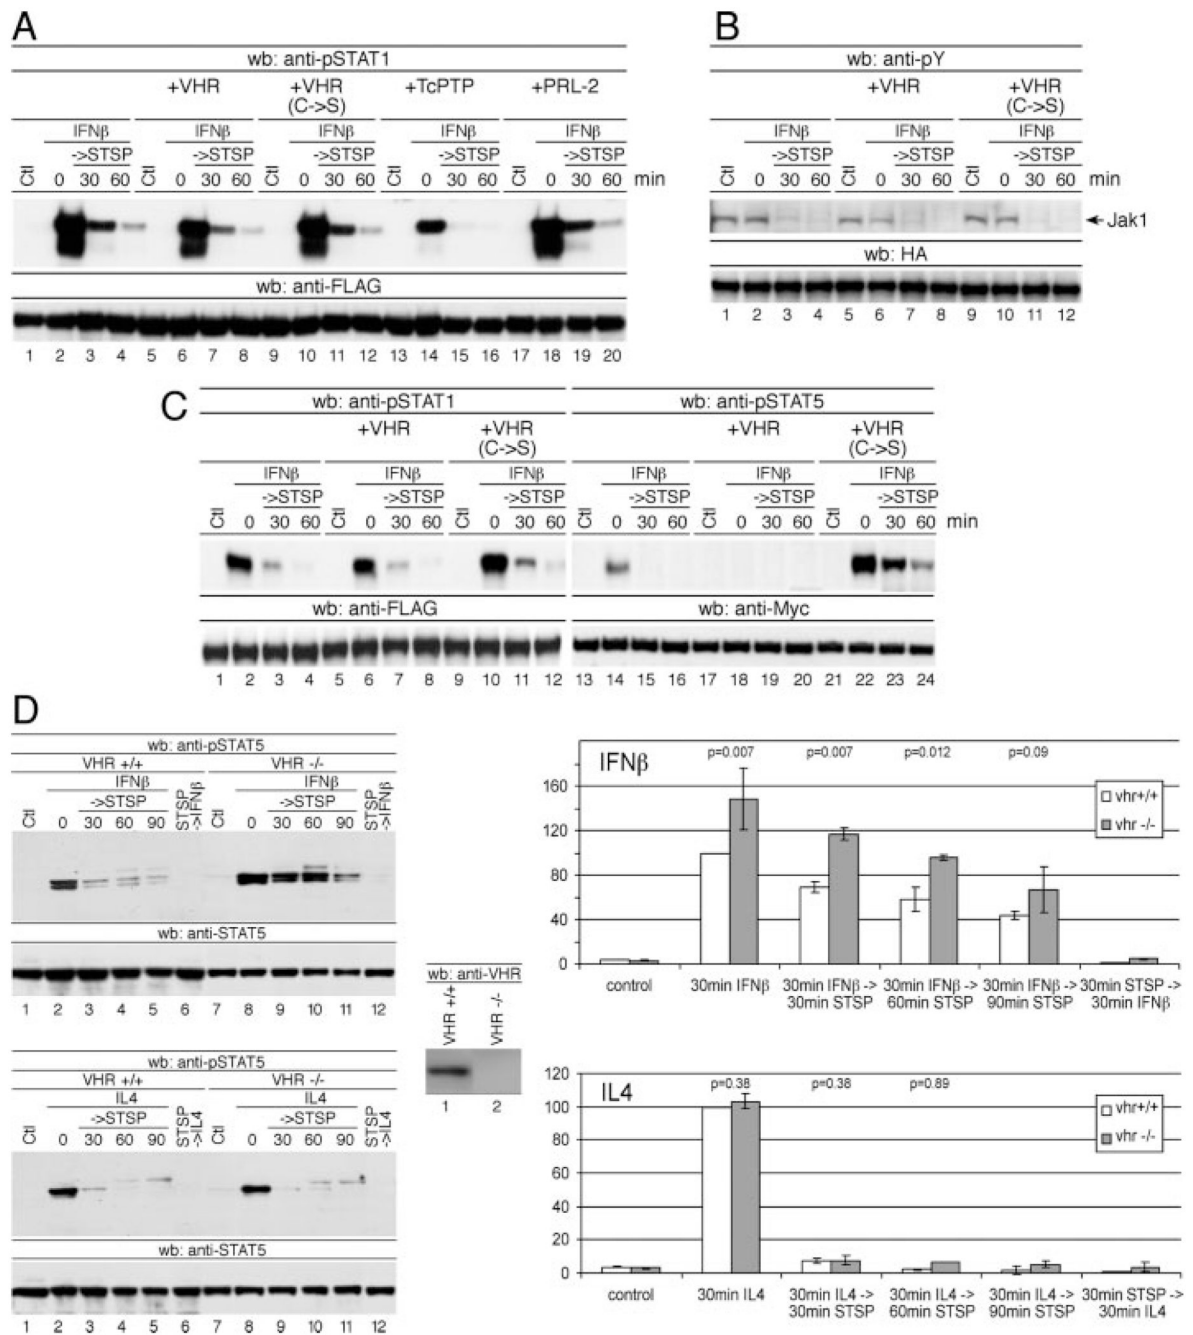 A
wb: anti-pSTAT1
+VHR +VHR (C->S) +TcPTP +PRL-2
IFNβ IFNβ IFNβ IFNβ IFNβ
->STSP ->STSP ->STSP ->STSP ->STSP
Ctl 0 30 60 Ctl 0 30 60 Ctl 0 30 60 Ctl 0 30 60 Ctl 0 30 60 min
wb: anti-FLAG
1 2 3 4 5 6 7 8 9 10 11 12 13 14 15 16 17 18 19 20
B
wb: anti-pY
+VHR +VHR (C->S)
IFNβ IFNβ IFNβ
->STSP ->STSP ->STSP
Ctl 0 30 60 Ctl 0 30 60 Ctl 0 30 60 min
Jak1
wb: HA
1 2 3 4 5 6 7 8 9 10 11 12
C
wb: anti-pSTAT1 wb: anti-pSTAT5
+VHR +VHR (C->S) +VHR +VHR (C->S)
IFNβ IFNβ IFNβ IFNβ IFNβ IFNβ
->STSP ->STSP ->STSP ->STSP ->STSP ->STSP
Ctl 0 30 60 Ctl 0 30 60 Ctl 0 30 60 Ctl 0 30 60 Ctl 0 30 60 Ctl 0 30 60 min
wb: anti-FLAG wb: anti-Myc
1 2 3 4 5 6 7 8 9 10 11 12 13 14 15 16 17 18 19 20 21 22 23 24
D
wb: anti-pSTAT5
VHR +/+ VHR -/-
IFNβ IFNβ
->STSP ->STSP
Ctl 0 30 60 90 STSP ->IFNβ Ctl 0 30 60 90 STSP ->IFNβ
wb: anti-STAT5
1 2 3 4 5 6 7 8 9 10 11 12
wb: anti-pSTAT5
VHR +/+ VHR -/-
IL4 IL4
->STSP ->STSP
Ctl 0 30 60 90 STSP ->IL4 Ctl 0 30 60 90 STSP ->IL4
wb: anti-STAT5
1 2 3 4 5 6 7 8 9 10 11 12
wb: anti-VHR
VHR +/+ VHR -/-
1 2
IFNβ
p=0.007 p=0.007 p=0.012 p=0.09
vhr+/+
vhr -/-
160
120
80
40
0
control 30min IFNβ 30min IFNβ -> 30min IFNβ -> 30min IFNβ -> 30min STSP ->
30min STSP 60min STSP 90min STSP 30min IFNβ
IL4
p=0.38 p=0.38 p=0.89
vhr+/+
vhr -/-
120
100
80
60
40
20
0
control 30min IL4 30min IL4 -> 30min IL4 -> 30min IL4 -> 30min STSP ->
30min STSP 60min STSP 90min STSP 30min IL4